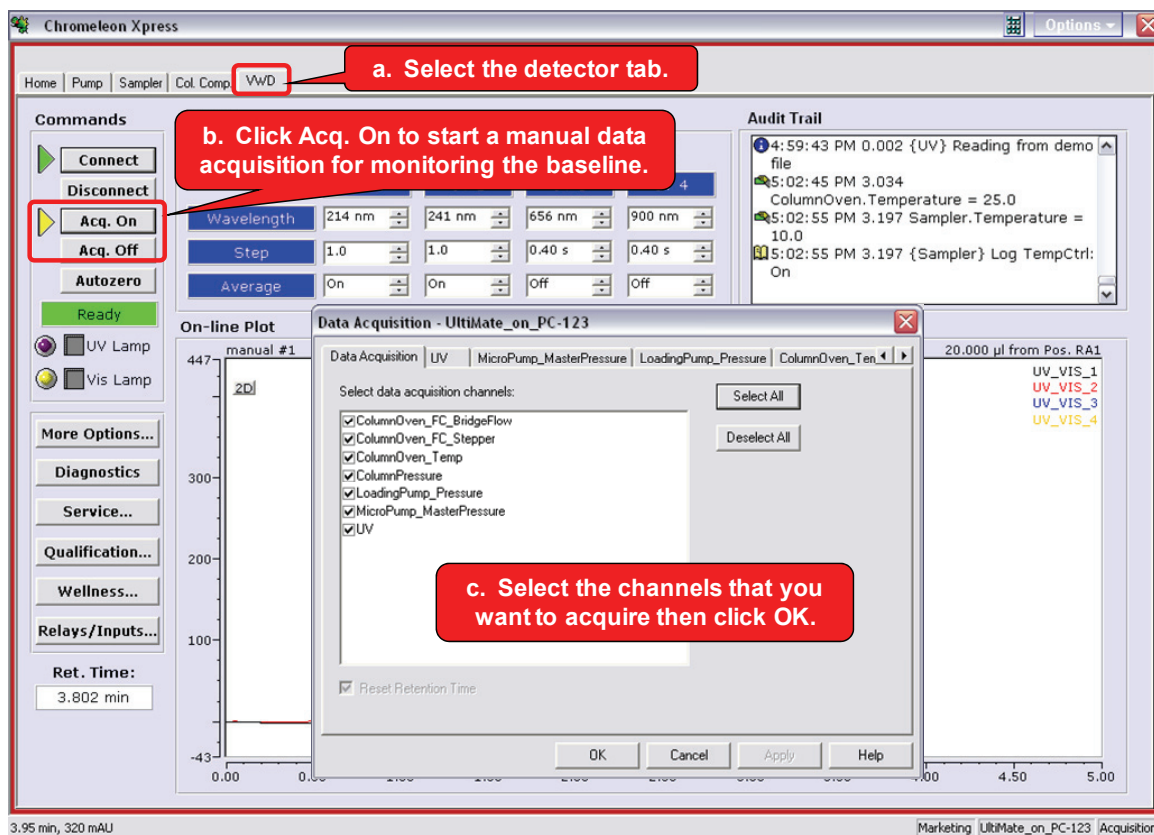 Chromeleon Xpress
Options
Home
Pump
Sampler
Col. Comp.
VWD
a. Select the detector tab.
Commands
Connect
Disconnect
Acq. On
Acq. Off
Autozero
Ready
UV Lamp
Vis Lamp
More Options...
Diagnostics
Service...
Qualification...
Wellness...
Relays/Inputs...
Ret. Time:
3.802 min
b. Click Acq. On to start a manual data
acquisition for monitoring the baseline.
4
Wavelength
214 nm
241 nm
656 nm
900 nm
Step
1.0
1.0
0.40 s
0.40 s
Average
On
On
Off
Off
Audit Trail
4:59:43 PM 0.002 {UV} Reading from demo
file
5:02:45 PM 3.034
ColumnOven.Temperature = 25.0
5:02:55 PM 3.197 Sampler.Temperature =
10.0
5:02:55 PM 3.197 {Sampler} Log TempCtrl:
On
On-line Plot
manual #1
20.000 µl from Pos. RA1
2D
UV_VIS_1
UV_VIS_2
UV_VIS_3
UV_VIS_4
447
300
200
100
-43
0.00
4.50
5.00
Data Acquisition - UltiMate_on_PC-123
Data Acquisition
UV
MicroPump_MasterPressure
LoadingPump_Pressure
ColumnOven_Ten
Select data acquisition channels:
ColumnOven_FC_BridgeFlow
ColumnOven_FC_Stepper
ColumnOven_Temp
ColumnPressure
LoadingPump_Pressure
MicroPump_MasterPressure
UV
Select All
Deselect All
c. Select the channels that you
want to acquire then click OK.
Reset Retention Time
OK
Cancel
Apply
Help
3.95 min, 320 mAU
Marketing
UltiMate_on_PC-123
Acquisition